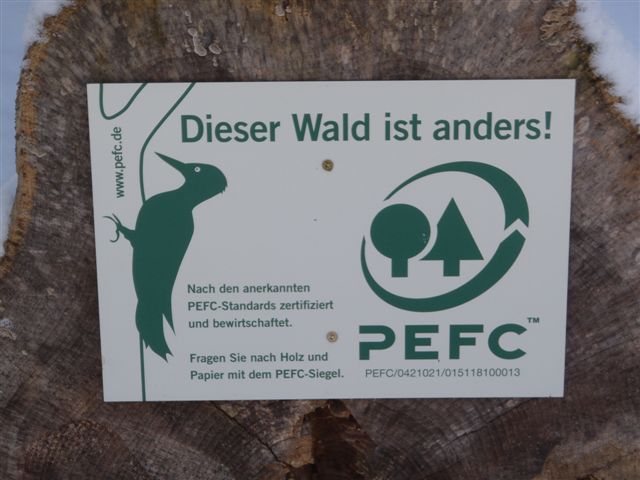 Dieser Wald ist anders!
www.pefc.de
Nach den anerkannten
PEFC-Standards zertifiziert
und bewirtschaftet.
Fragen Sie nach Holz und
Papier mit dem PEFC-Siegel.
PEFC™
PEFC/0421021/015118100013